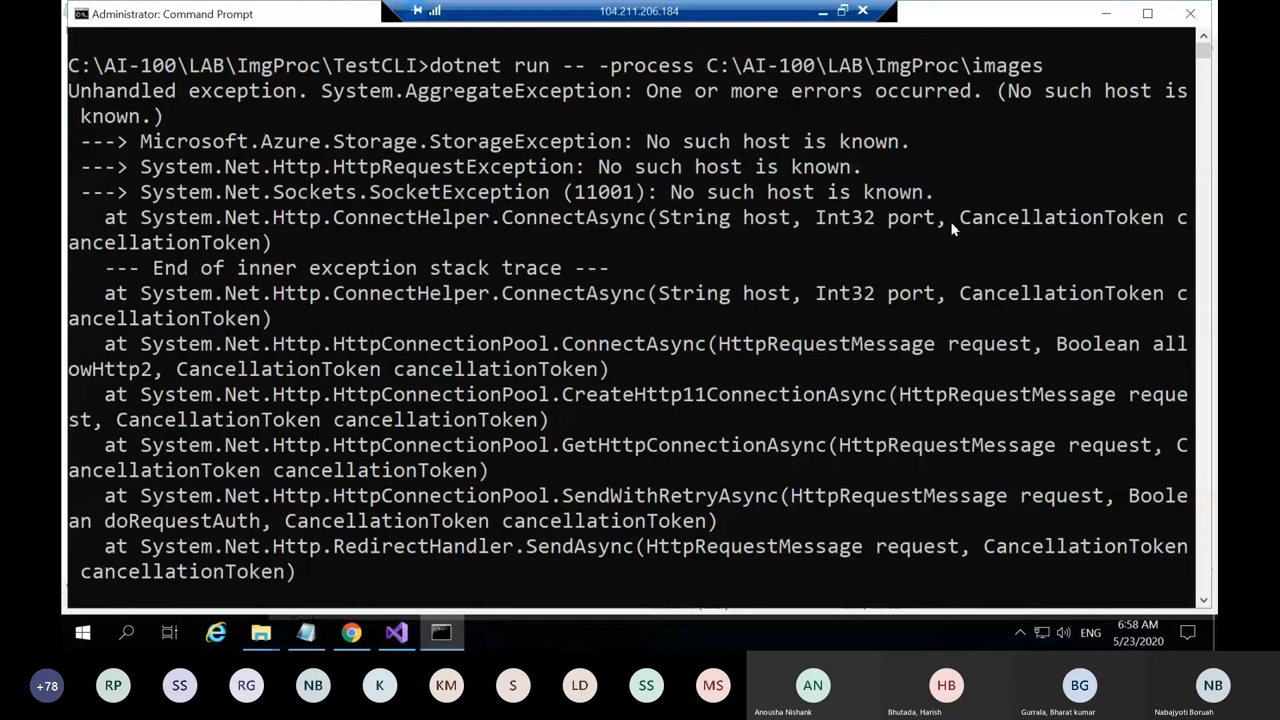 Administrator: Command Prompt
104.211.206.184
C:\AI-100\LAB\ImgProc\TestCLI>dotnet run -- -process C:\AI-100\LAB\ImgProc\images
Unhandled exception. System.AggregateException: One or more errors occurred. (No such host is
known.)
---> Microsoft.Azure.Storage.StorageException: No such host is known.
---> System.Net.Http.HttpRequestException: No such host is known.
---> System.Net.Sockets.SocketException (11001): No such host is known.
at System.Net.Http.ConnectHelper.ConnectAsync(String host, Int32 port, CancellationToken c
ancellationToken)
--- End of inner exception stack trace ---
at System.Net.Http.ConnectHelper.ConnectAsync(String host, Int32 port, CancellationToken c
ancellationToken)
at System.Net.Http.HttpConnectionPool.ConnectAsync(HttpRequestMessage request, Boolean all
owHttp2, CancellationToken cancellationToken)
at System.Net.Http.HttpConnectionPool.CreateHttp11ConnectionAsync(HttpRequestMessage reque
st, CancellationToken cancellationToken)
at System.Net.Http.HttpConnectionPool.GetHttpConnectionAsync(HttpRequestMessage request, C
ancellationToken cancellationToken)
at System.Net.Http.HttpConnectionPool.SendWithRetryAsync(HttpRequestMessage request, Boole
an doRequestAuth, CancellationToken cancellationToken)
at System.Net.Http.RedirectHandler.SendAsync(HttpRequestMessage request, CancellationToken
cancellationToken)
ENG
6:58 AM
5/23/2020
+78 RP SS RG NB K KM S LD SS MS AN HB BG NB
Anousha Nishank Bhutada, Harish Gurrala, Bharat kumar Nabajyoti Boruah